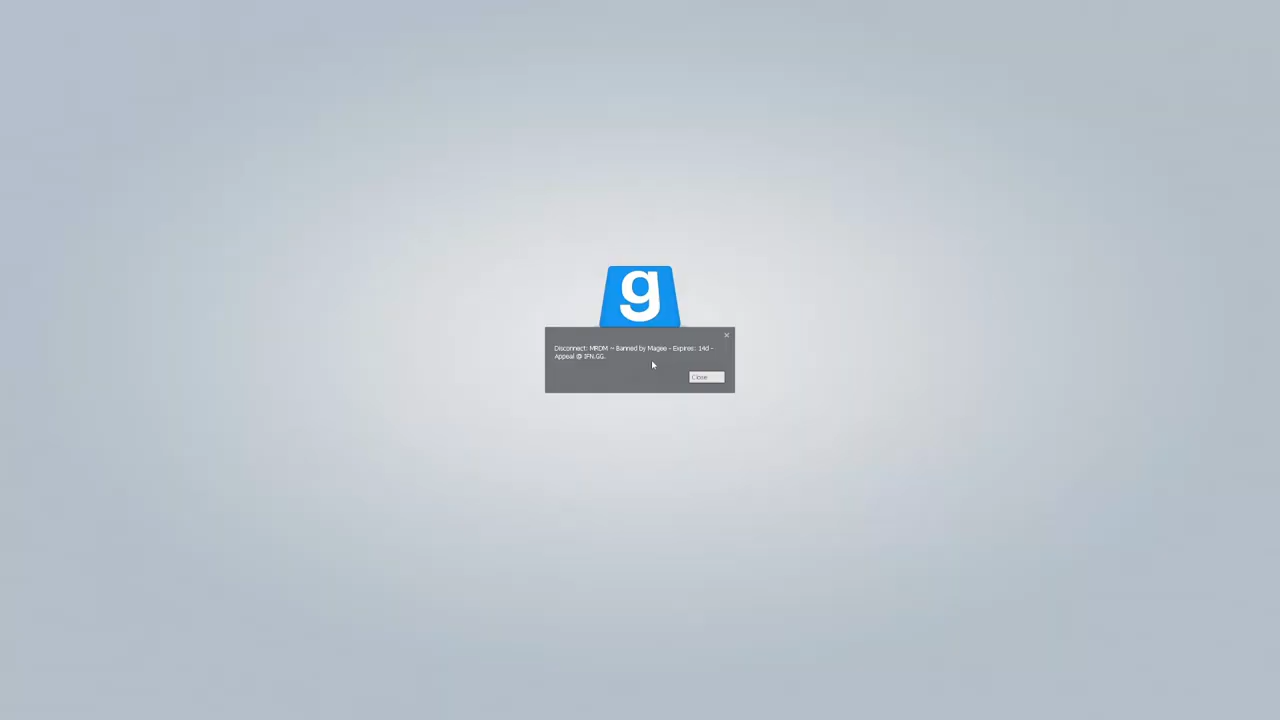 g
Disconnect: MRDM -- Banned by Magee - Expires: 14d -
Appeal @ IFN.GG.
Close